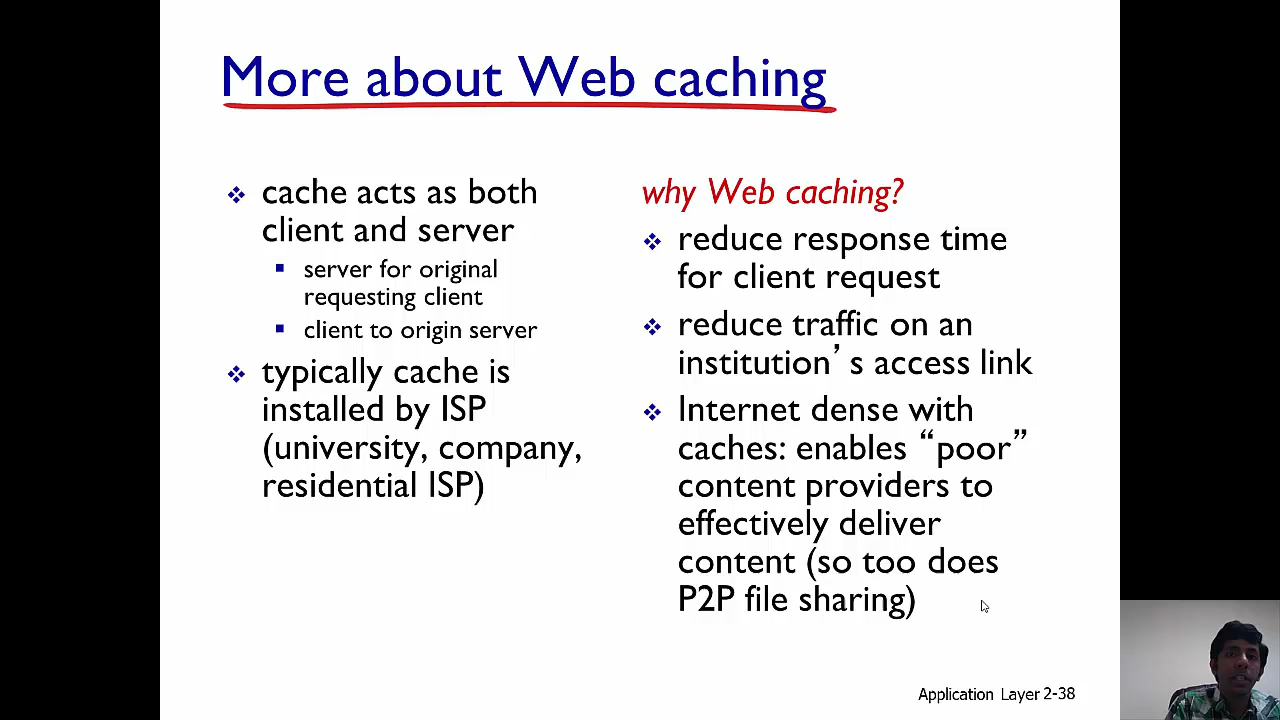 More about Web caching
cache acts as both
client and server
server for original
requesting client
client to origin server
typically cache is
installed by ISP
(university, company,
residential ISP)
why Web caching?
reduce response time
for client request
reduce traffic on an
institution’s access link
Internet dense with
caches: enables “poor”
content providers to
effectively deliver
content (so too does
P2P file sharing)
Application Layer 2-38